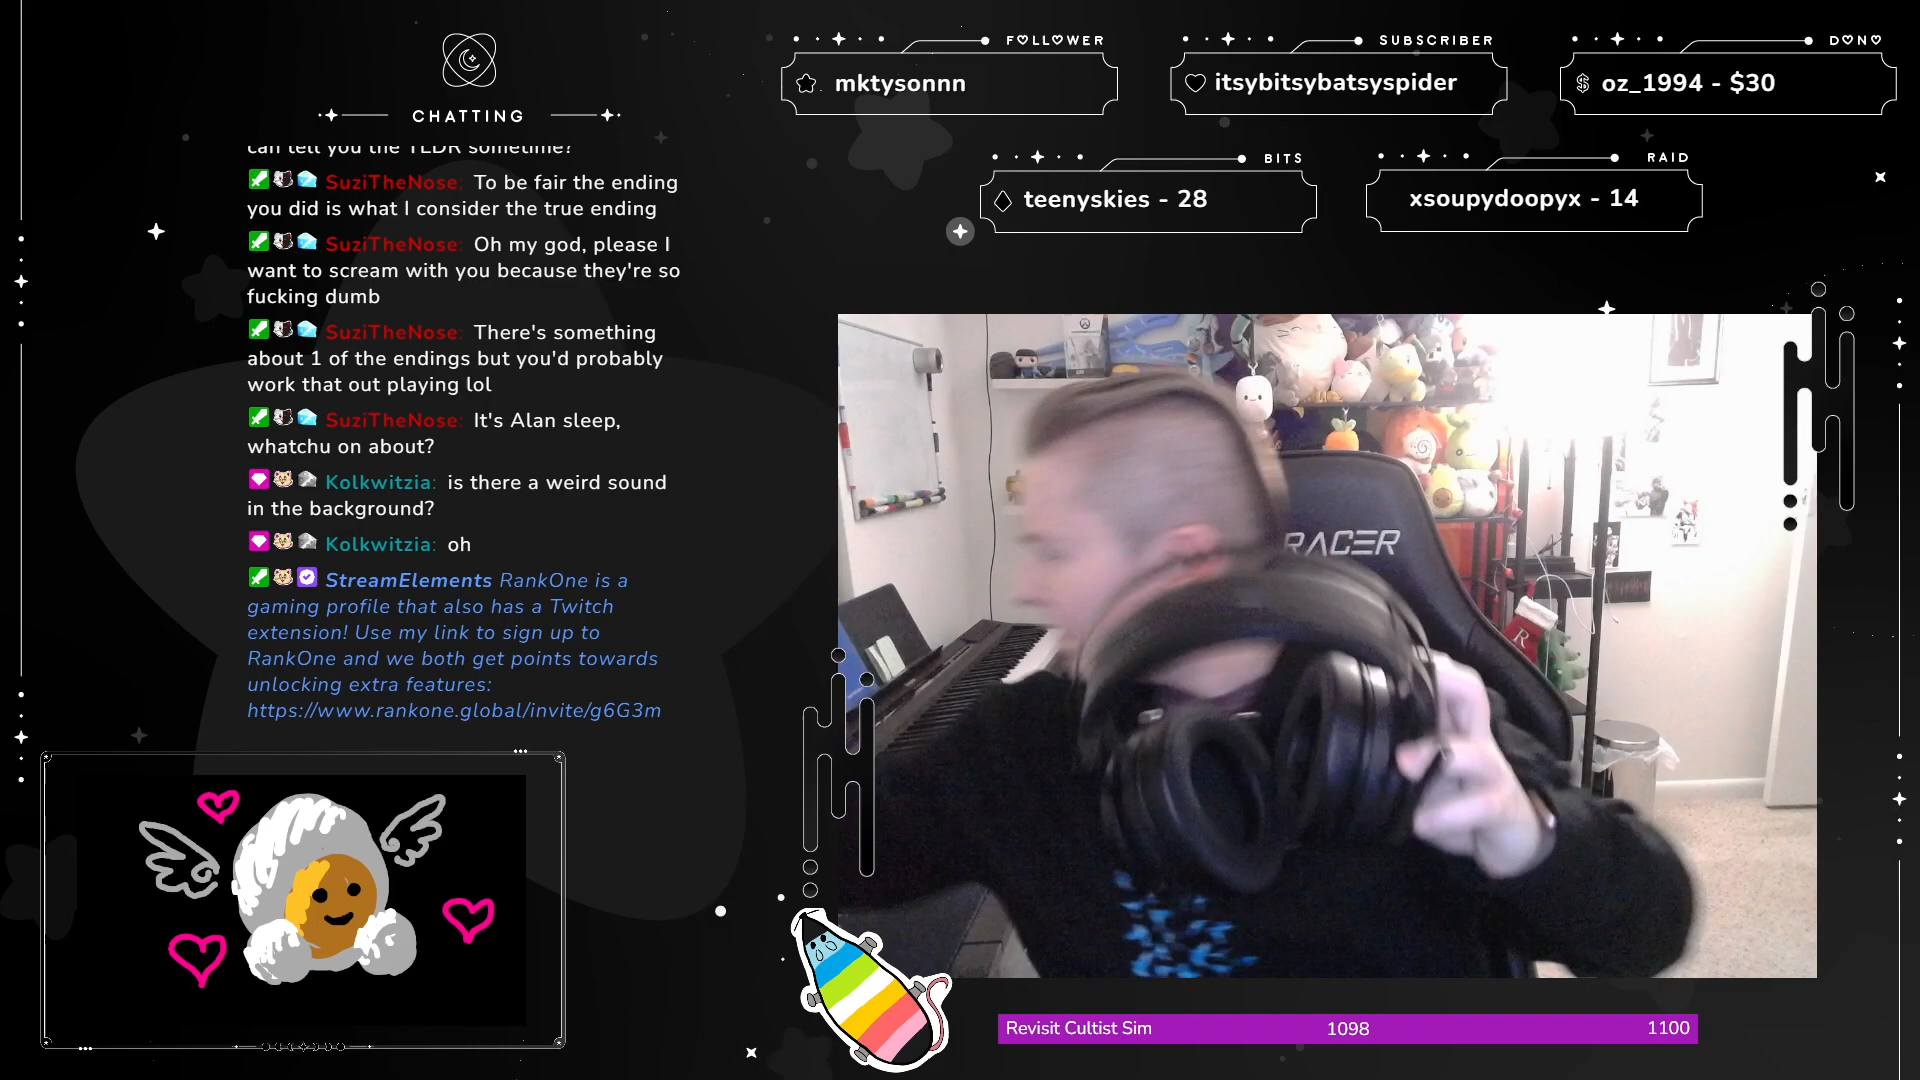 CHATTING
can tell you the TLDR sometime?
SuziTheNose: To be fair the ending
you did is what I consider the true ending
SuziTheNose: Oh my god, please I
want to scream with you because they're so
fucking dumb
SuziTheNose: There's something
about 1 of the endings but you'd probably
work that out playing lol
SuziTheNose: It's Alan sleep,
whatchu on about?
Kolkwitzia: is there a weird sound
in the background?
Kolkwitzia: oh
StreamElements RankOne is a
gaming profile that also has a Twitch
extension! Use my link to sign up to
RankOne and we both get points towards
unlocking extra features:
https://www.rankone.global/invite/g6G3m
F♡LL♡WER
mktysonnn
SUBSCRIBER
itsybitsybatsyspider
D♡N♡
oz_1994 - $30
BITS
teenyskies - 28
RAID
xsoupydoopyx - 14
RACER
R
Revisit Cultist Sim 1098 1100